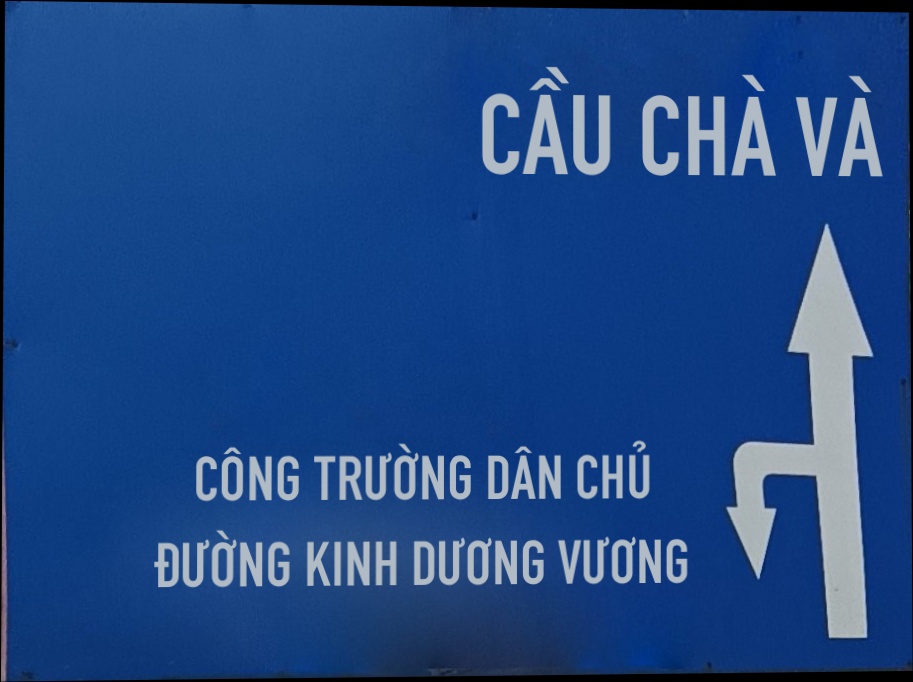 CẦU CHÀ VÀ
CÔNG TRƯỜNG DÂN CHỦ
ĐƯỜNG KINH DƯƠNG VƯƠNG